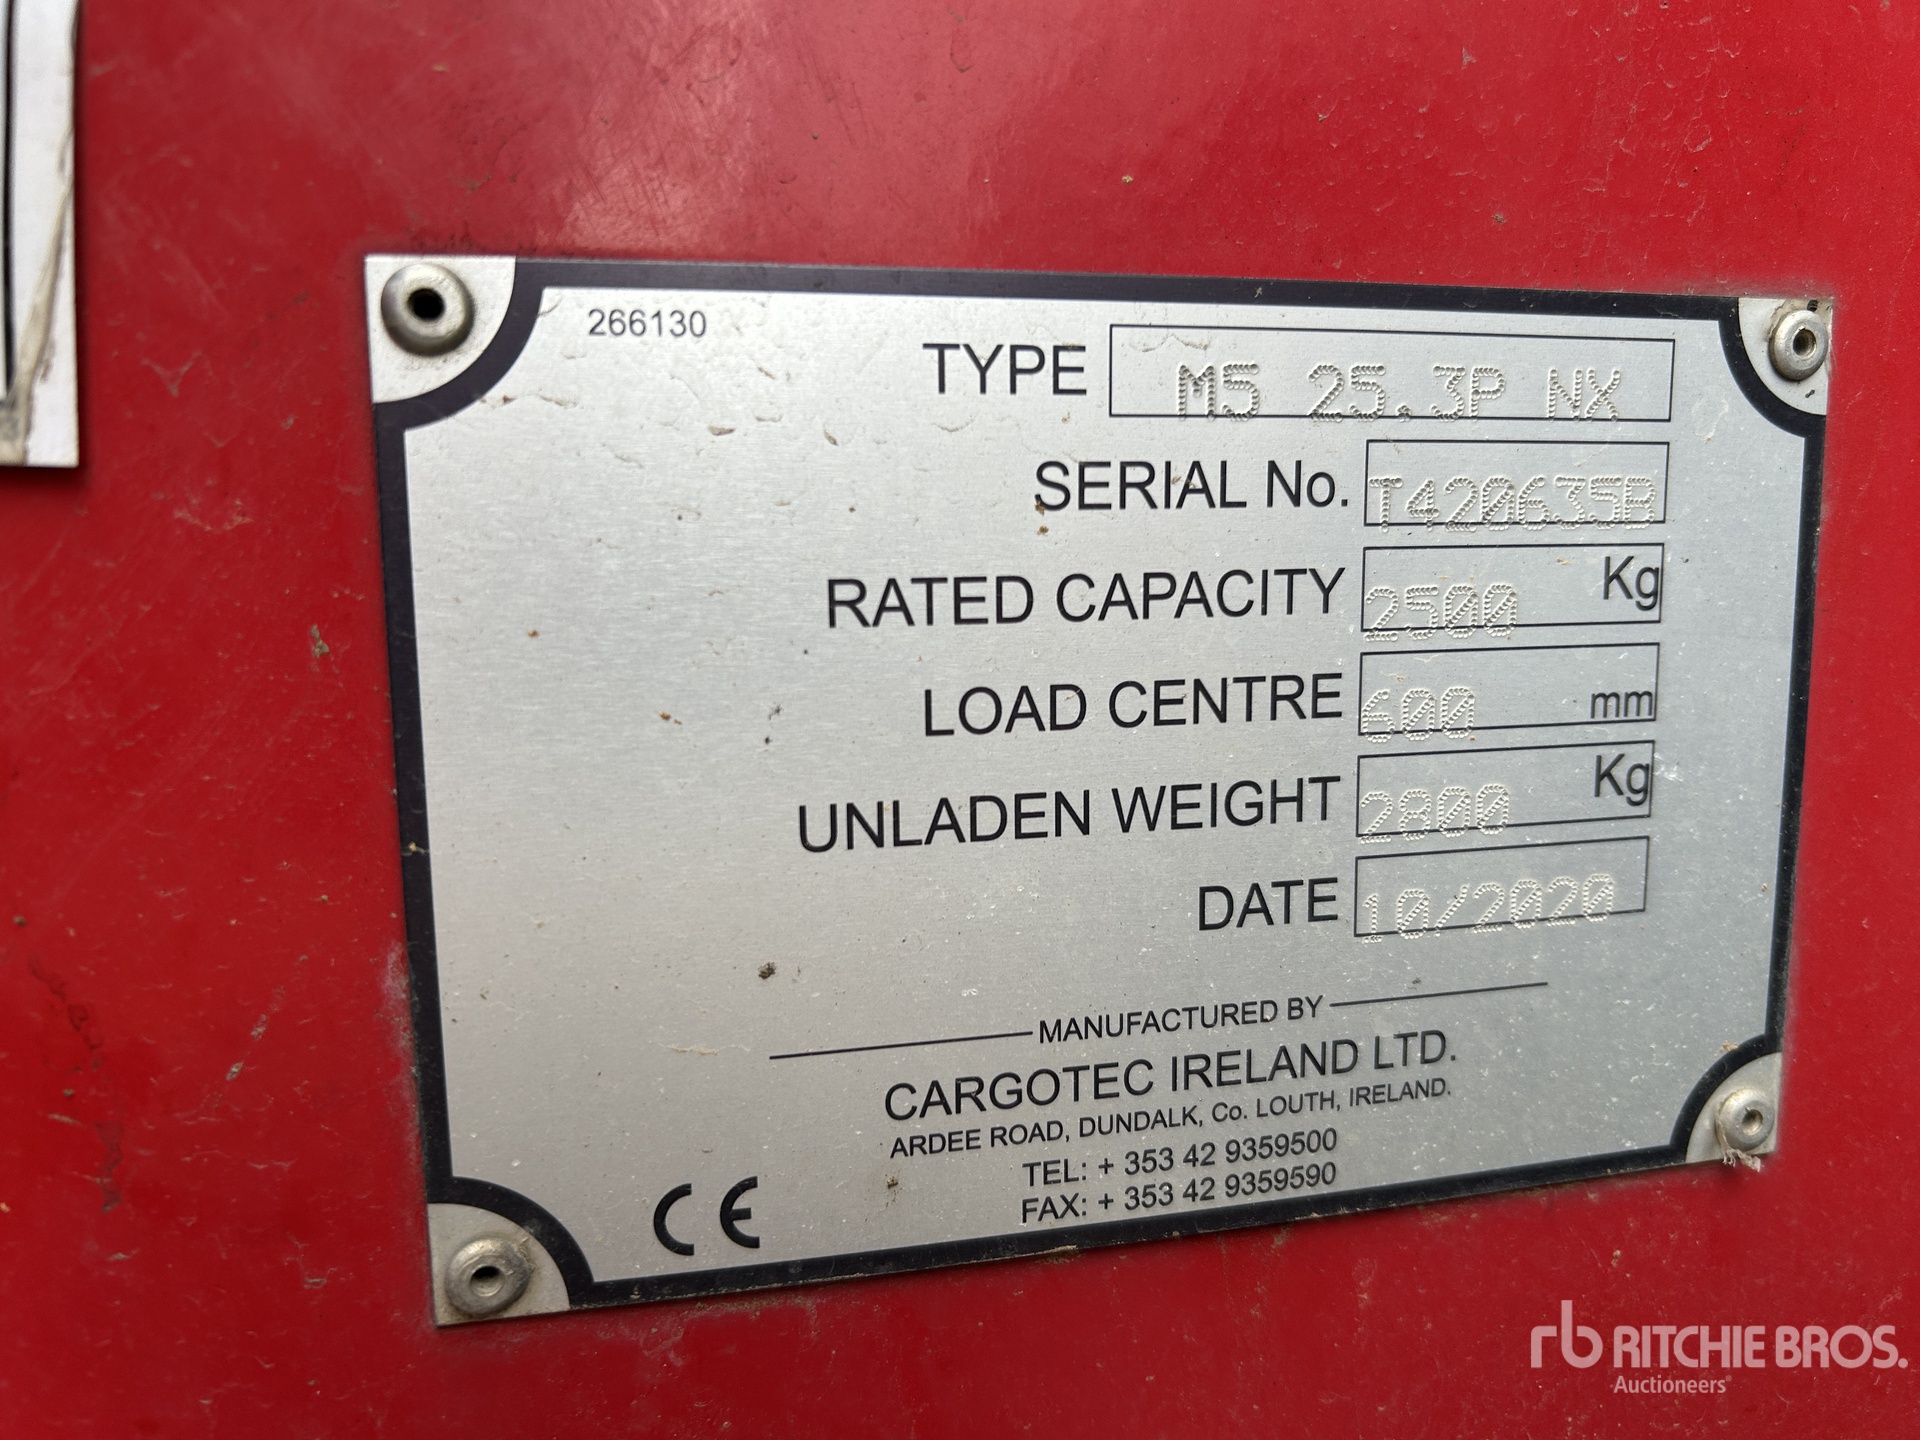 266130
TYPE M5 25.3P NX
SERIAL No. T420635B
RATED CAPACITY 2500 Kg
LOAD CENTRE 600 mm
UNLADEN WEIGHT 2800 Kg
DATE 10/2020
MANUFACTURED BY
CARGOTEC IRELAND LTD.
ARDEE ROAD, DUNDALK, Co. LOUTH, IRELAND.
TEL: + 353 42 9359500
FAX: + 353 42 9359590
CE
rb RITCHIE BROS.
Auctioneers